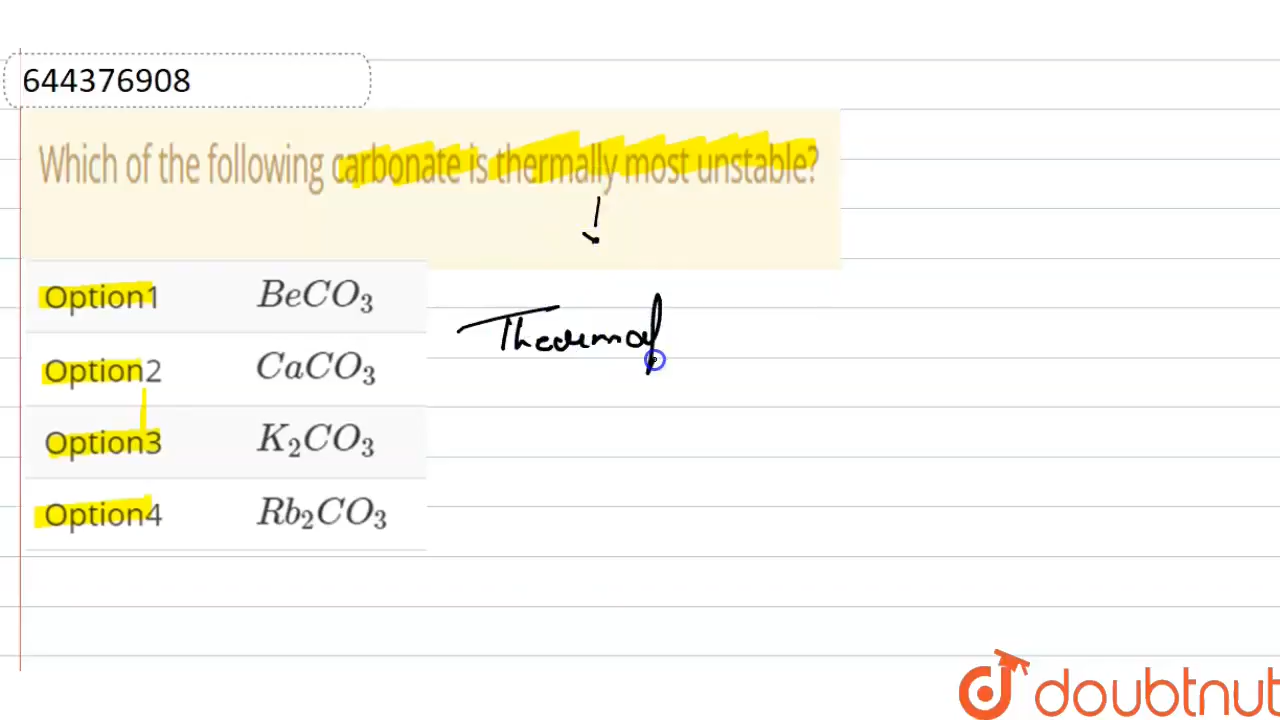 644376908
Which of the following carbonate is thermally most unstable?
Option1 BeCO₃
Option2 CaCO₃
Option3 K₂CO₃
Option4 Rb₂CO₃
Thermal
doubtnut